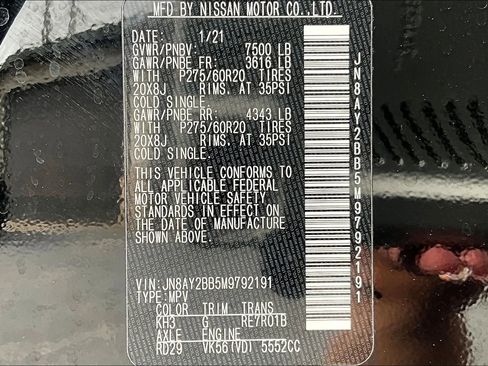 MFD BY NISSAN MOTOR CO.,LTD.
DATE: 1/21
GVWR/PNBV: 7500 LB
GAWR/PNBE FR: 3616 LB
WITH P275/60R20 TIRES
20X8J RIMS. AT 35PSI
COLD SINGLE.
GAWR/PNBE RR: 4343 LB
WITH P275/60R20 TIRES
20X8J RIMS. AT 35PSI
COLD SINGLE.
THIS VEHICLE CONFORMS TO
ALL APPLICABLE FEDERAL
MOTOR VEHICLE SAFETY
STANDARDS IN EFFECT ON
THE DATE OF MANUFACTURE
SHOWN ABOVE.
VIN: JN8AY2BB5M9792191
TYPE: MPV
COLOR TRIM TRANS
KH3 G RE7R01B
AXLE ENGINE
RD29 VK56(VD) 5552CC
JN8AY2BB5M9792191